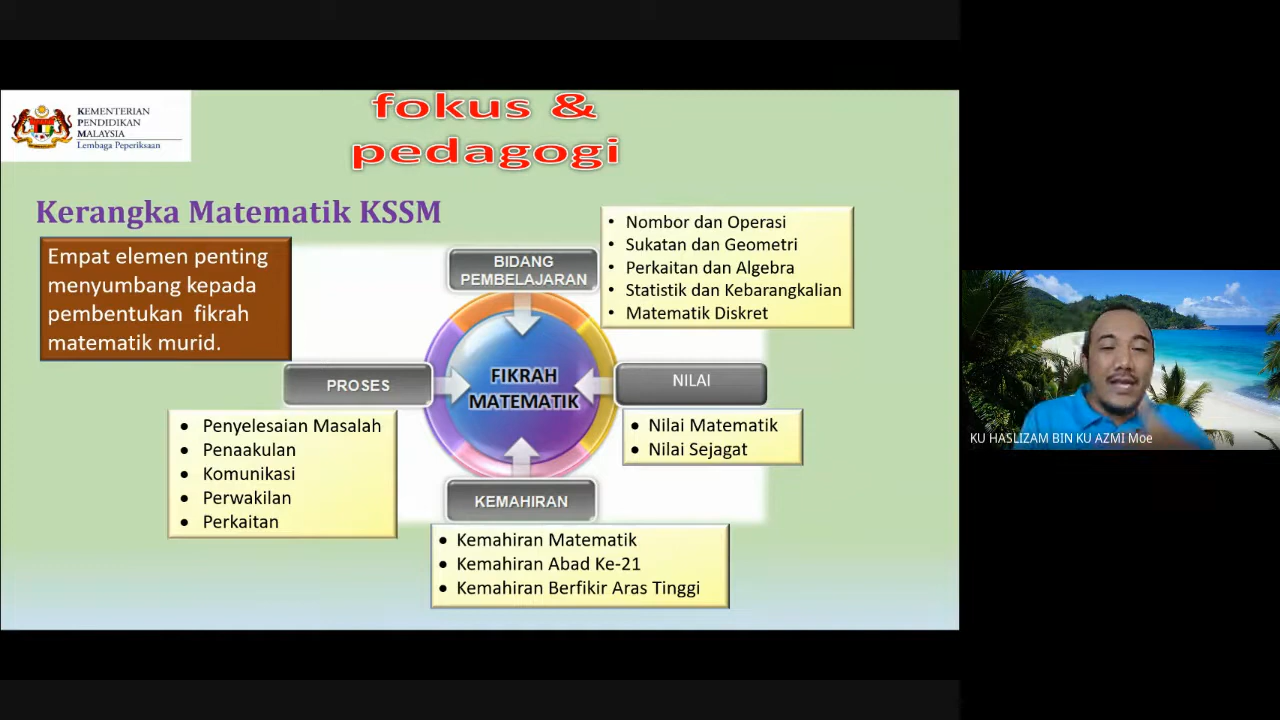 KEMENTERIAN
PENDIDIKAN
MALAYSIA
Lembaga Peperiksaan
fokus &
pedagogi
Kerangka Matematik KSSM
Empat elemen penting
menyumbang kepada
pembentukan fikrah
matematik murid.
BIDANG
PEMBELAJARAN
• Nombor dan Operasi
• Sukatan dan Geometri
• Perkaitan dan Algebra
• Statistik dan Kebarangkalian
• Matematik Diskret
PROSES
• Penyelesaian Masalah
• Penaakulan
• Komunikasi
• Perwakilan
• Perkaitan
FIKRAH
MATEMATIK
NILAI
• Nilai Matematik
• Nilai Sejagat
KEMAHIRAN
• Kemahiran Matematik
• Kemahiran Abad Ke-21
• Kemahiran Berfikir Aras Tinggi
KU HASLIZAM BIN KU AZMI Moe